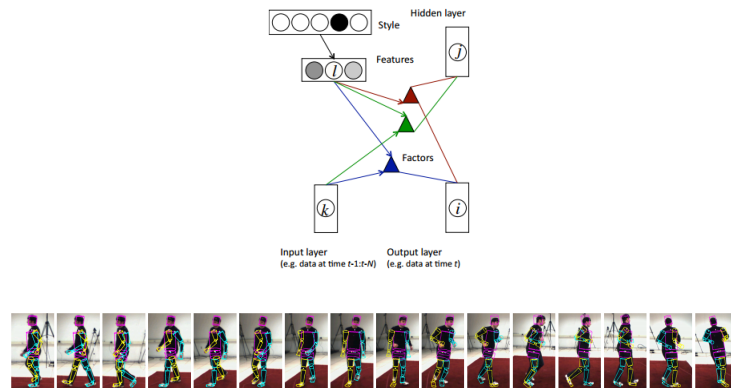 Style
Hidden layer
j
Features
l
Factors
k
i
Input layer
(e.g. data at time t-1:t-N)
Output layer
(e.g. data at time t)